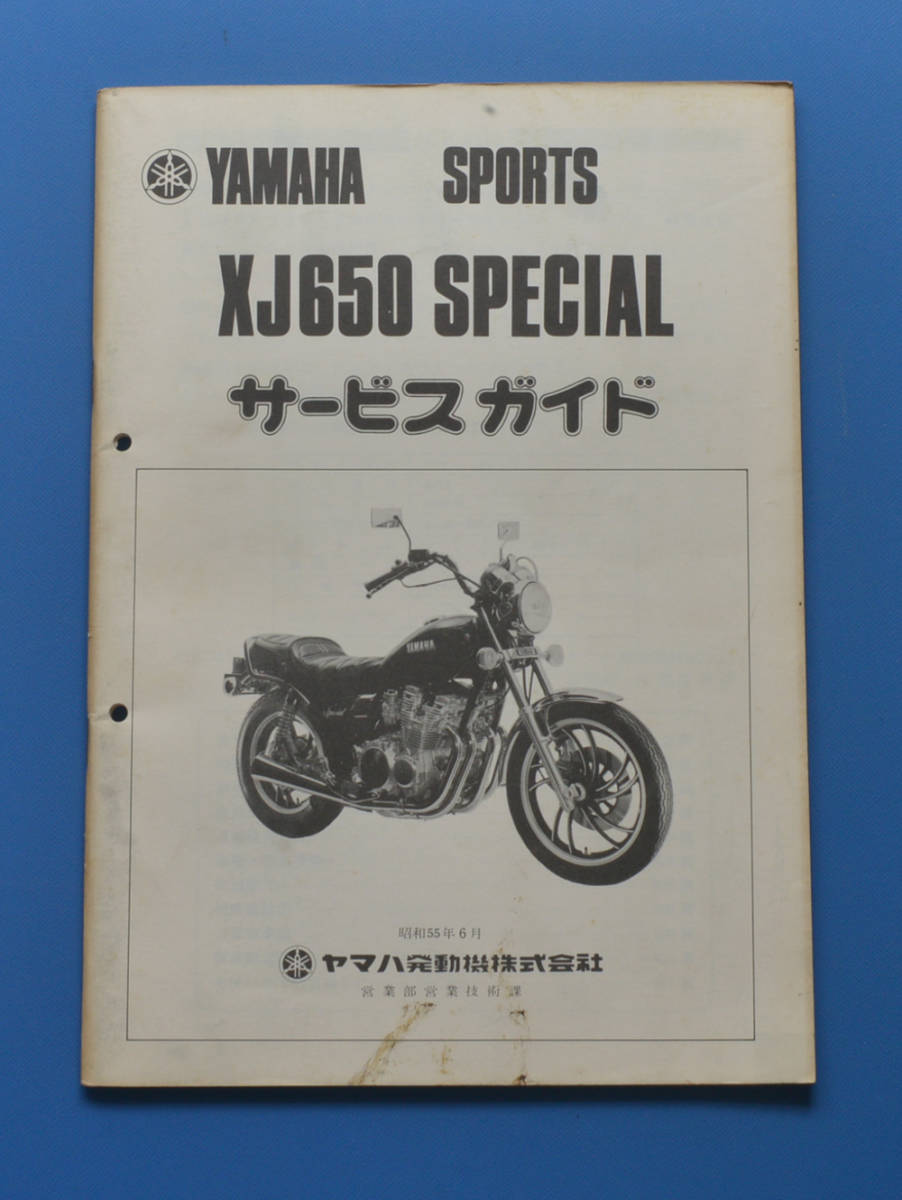 YAMAHA SPORTS
XJ650 SPECIAL
サービスガイド
YAMAHA
昭和55年6月
ヤマハ発動機株式会社
営業部営業技術課